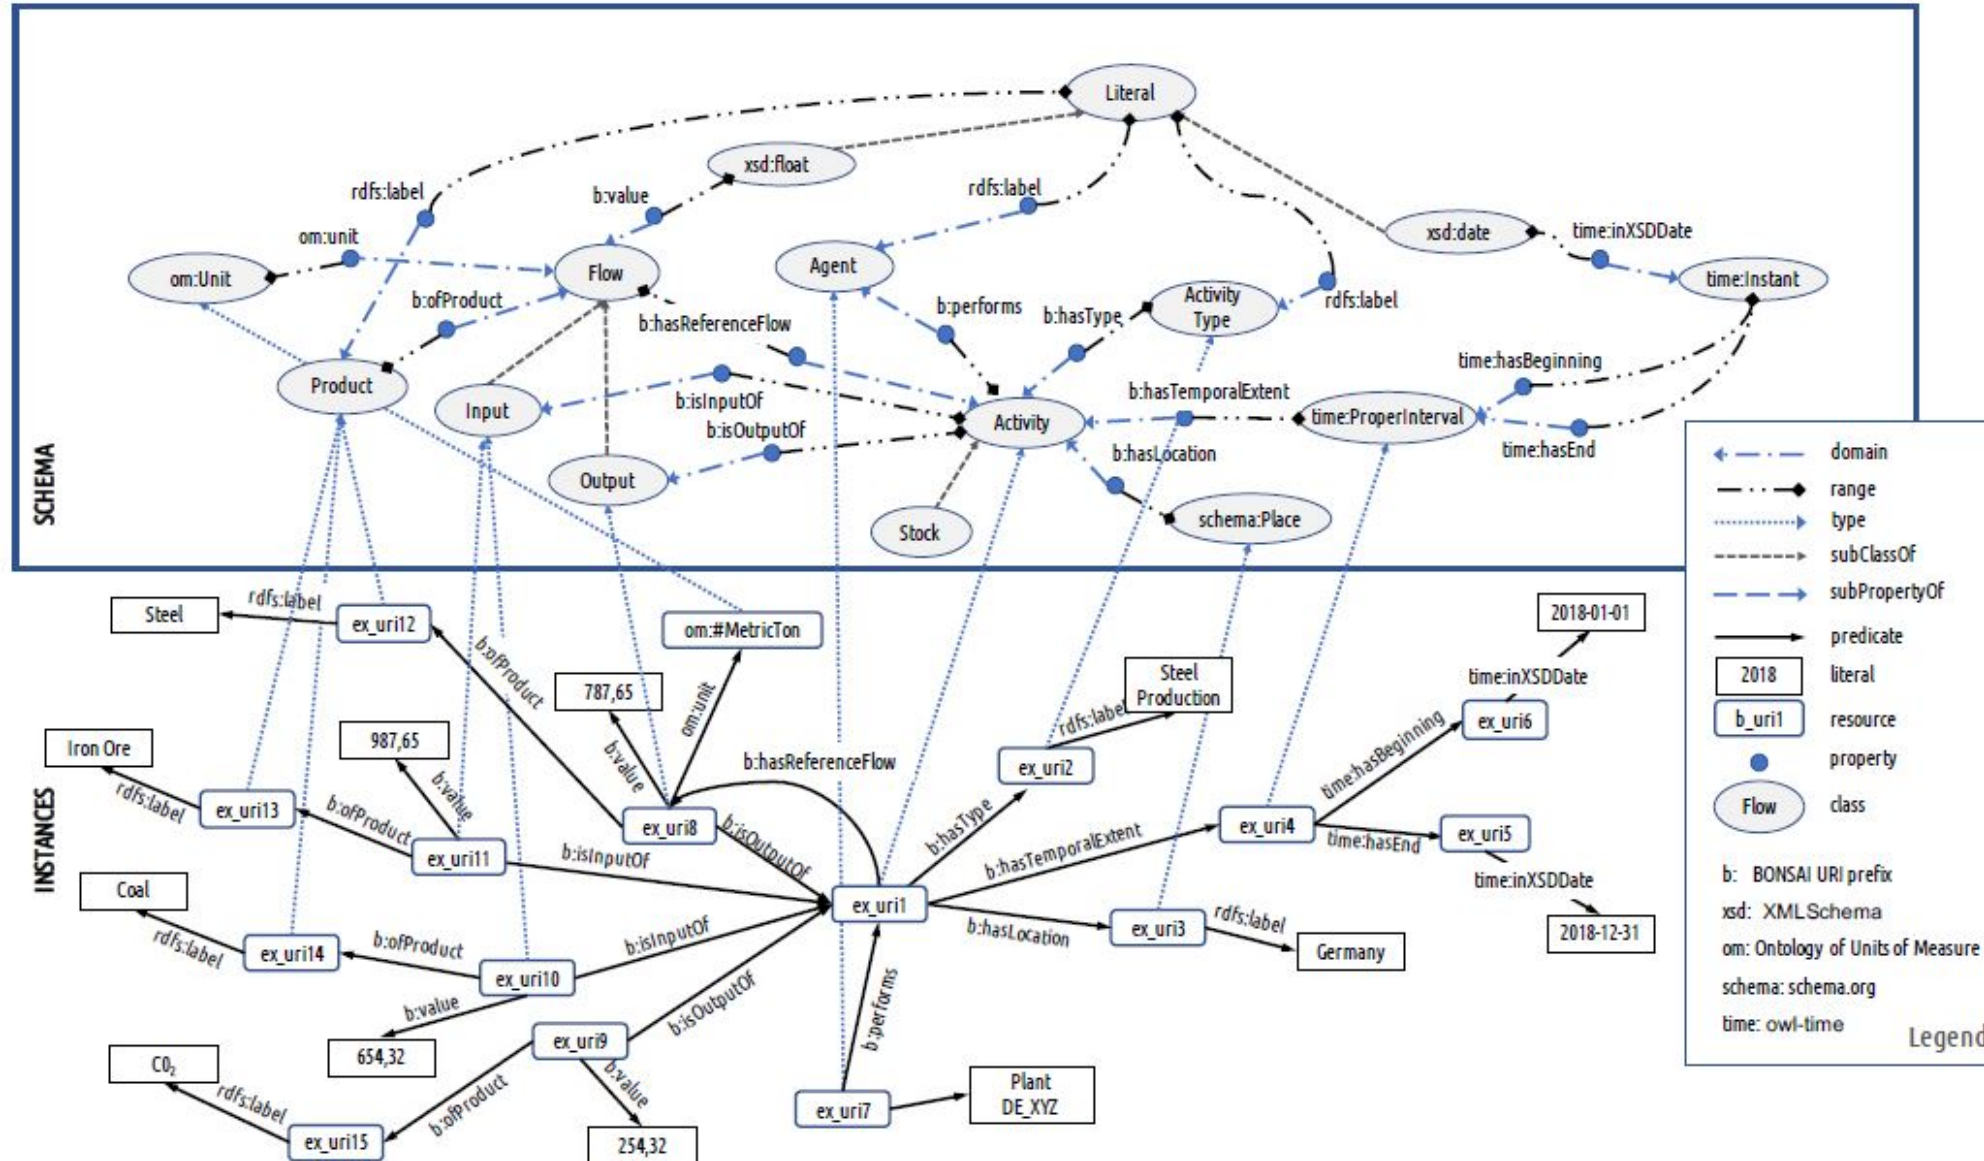 Literal
xsd:float
rdfs:label
rdfs:label
b:value
xsd:date
time:inXSDDate
om:unit
om:Unit
Flow
Agent
time:Instant
Activity
Type
rdfs:label
b:ofProduct
b:performs
b:hasType
b:hasReferenceFlow
time:hasBeginning
Product
Input
b:isInputOf
b:hasTemporalExtent
time:ProperInterval
Activity
b:isOutputOf
b:hasLocation
time:hasEnd
Output
Stock
schema:Place
SCHEMA
domain
range
type
subClassOf
subPropertyOf
predicate
2018
literal
b_uri1
resource
property
Flow
class
b: BONSAI URI prefix
xsd: XMLSchema
om: Ontology of Units of Measure
schema: schema.org
time: owl-time
Legend
INSTANCES
Steel
rdfs:label
ex_uri12
om:#MetricTon
2018-01-01
b:ofProduct
787,65
om:unit
Steel
Production
time:inXSDDate
rdfs:label
ex_uri6
Iron Ore
987,65
b:value
b:hasReferenceFlow
ex_uri2
time:hasBeginning
rdfs:label
ex_uri13
b:value
b:ofProduct
ex_uri8
b:isOutputOf
b:hasType
ex_uri4
time:hasEnd
ex_uri5
ex_uri11
b:isInputOf
b:hasTemporalExtent
time:inXSDDate
Coal
ex_uri1
b:hasLocation
ex_uri3
rdfs:label
2018-12-31
rdfs:label
ex_uri14
b:ofProduct
b:isInputOf
Germany
ex_uri10
b:value
b:isOutputOf
b:performs
654,32
ex_uri9
C0₂
rdfs:label
b:ofProduct
b:value
ex_uri7
Plant
DE_XYZ
ex_uri15
254,32